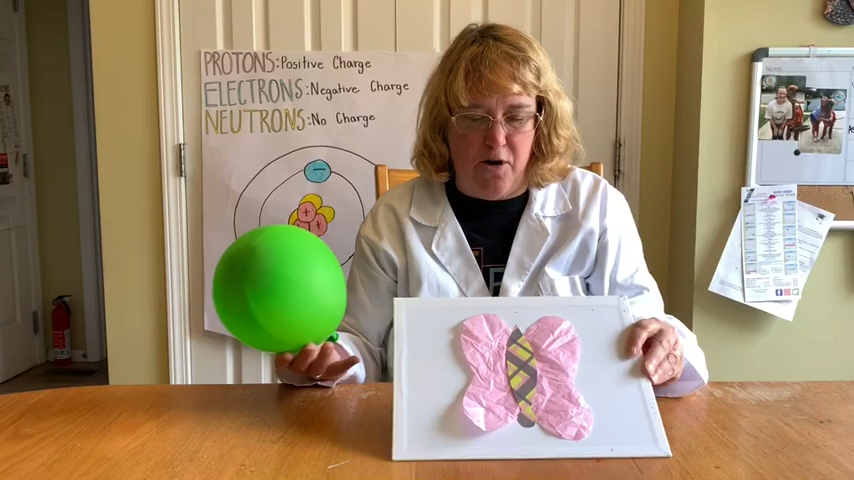 PROTONS: Positive Charge
ELECTRONS: Negative Charge
NEUTRONS: No Charge
−
+
+
+